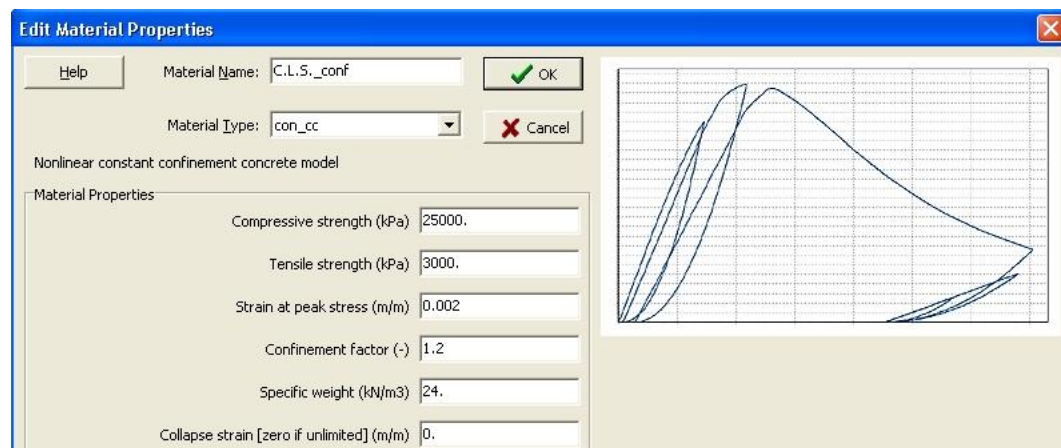 Edit Material Properties
Help Material Name: C.L.S._conf OK
Material Type: con_cc Cancel
Nonlinear constant confinement concrete model
Material Properties
Compressive strength (kPa) 25000.
Tensile strength (kPa) 3000.
Strain at peak stress (m/m) 0.002
Confinement factor (-) 1.2
Specific weight (kN/m3) 24.
Collapse strain [zero if unlimited] (m/m) 0.